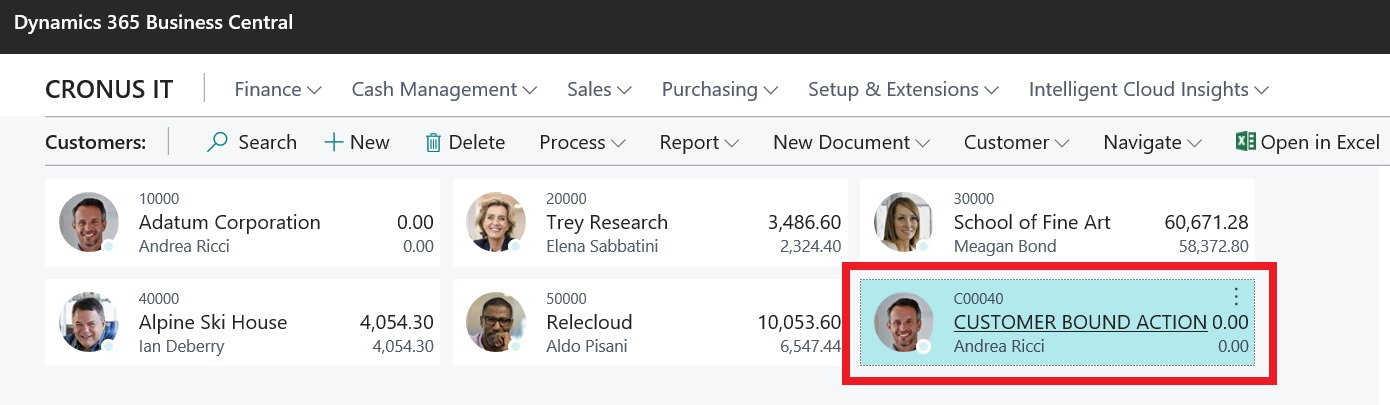 Dynamics 365 Business Central
CRONUS IT Finance Cash Management Sales Purchasing Setup & Extensions Intelligent Cloud Insights
Customers: Search New Delete Process Report New Document Customer Navigate Open in Excel
10000
Adatum Corporation 0.00
Andrea Ricci 0.00
20000
Trey Research 3,486.60
Elena Sabbatini 2,324.40
30000
School of Fine Art 60,671.28
Meagan Bond 58,372.80
40000
Alpine Ski House 4,054.30
Ian Deberry 4,054.30
50000
Relecloud 10,053.60
Aldo Pisani 6,547.44
C00040
CUSTOMER BOUND ACTION 0.00
Andrea Ricci 0.00